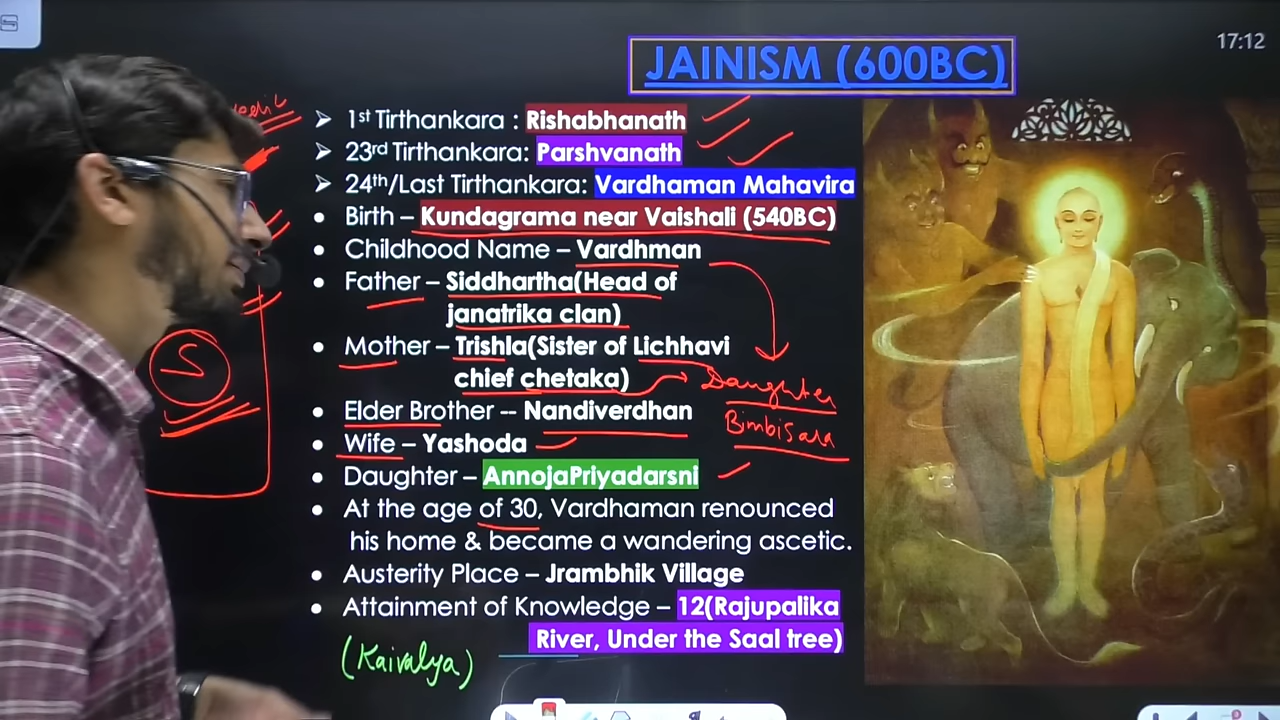 17:12
JAINISM (600BC)
➢ 1st Tirthankara : Rishabhanath
➢ 23rd Tirthankara: Parshvanath
➢ 24th/Last Tirthankara: Vardhaman Mahavira
• Birth – Kundagrama near Vaishali (540BC)
• Childhood Name – Vardhman
• Father – Siddhartha(Head of
janatrika clan)
• Mother – Trishla(Sister of Lichhavi
chief chetaka)
Daughter
Bimbisara
• Elder Brother -- Nandiverdhan
• Wife – Yashoda
• Daughter – AnnojaPriyadarsni
• At the age of 30, Vardhaman renounced
his home & became a wandering ascetic.
• Austerity Place – Jrambhik Village
• Attainment of Knowledge – 12(Rajupalika
River, Under the Saal tree)
(Kaivalya)
S